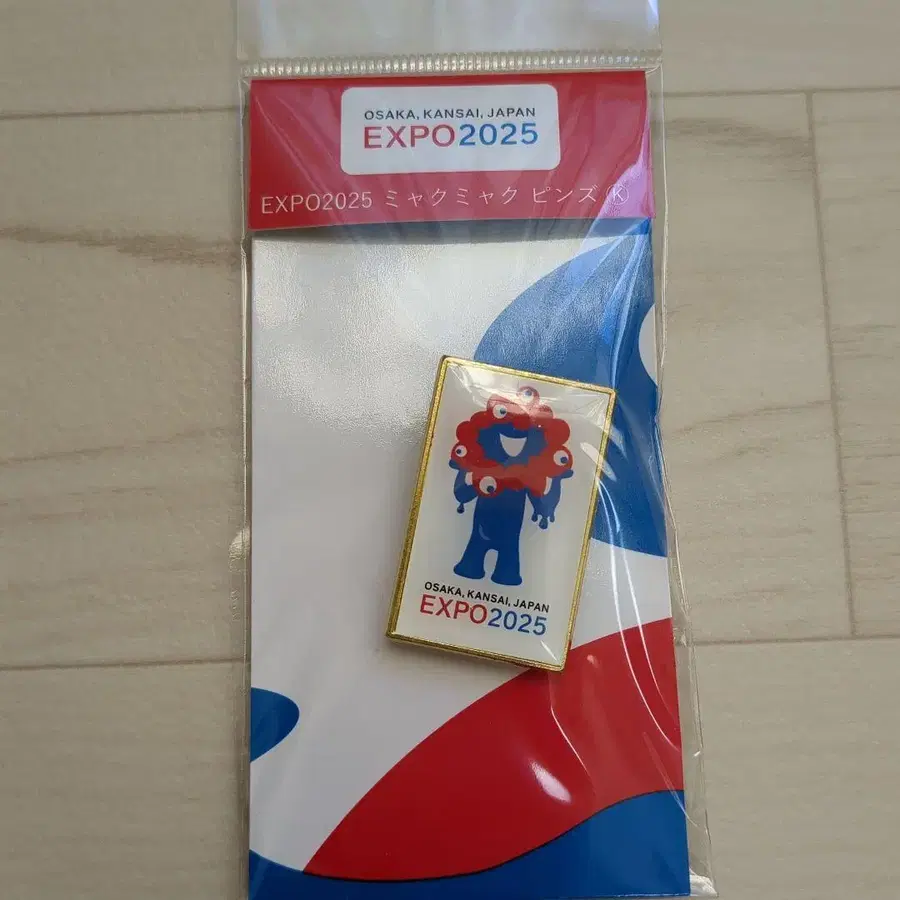 OSAKA, KANSAI, JAPAN
EXPO2025
EXPO2025 ミャクミャク ピンズ Ⓚ
OSAKA, KANSAI, JAPAN
EXPO2025